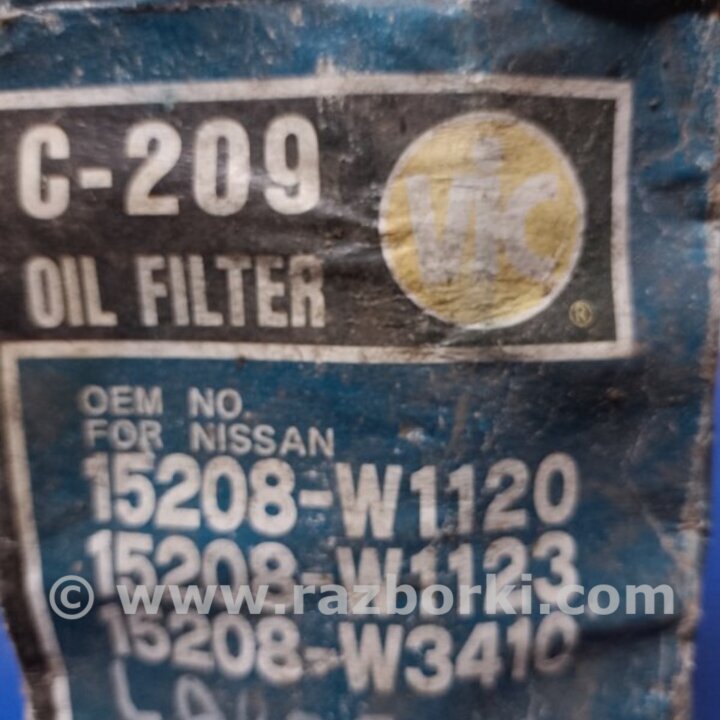 C-209
VIC
OIL FILTER
®
OEM NO.
FOR NISSAN
15208-W1120
15208-W1123
© www.razborki.com
15208-W3410